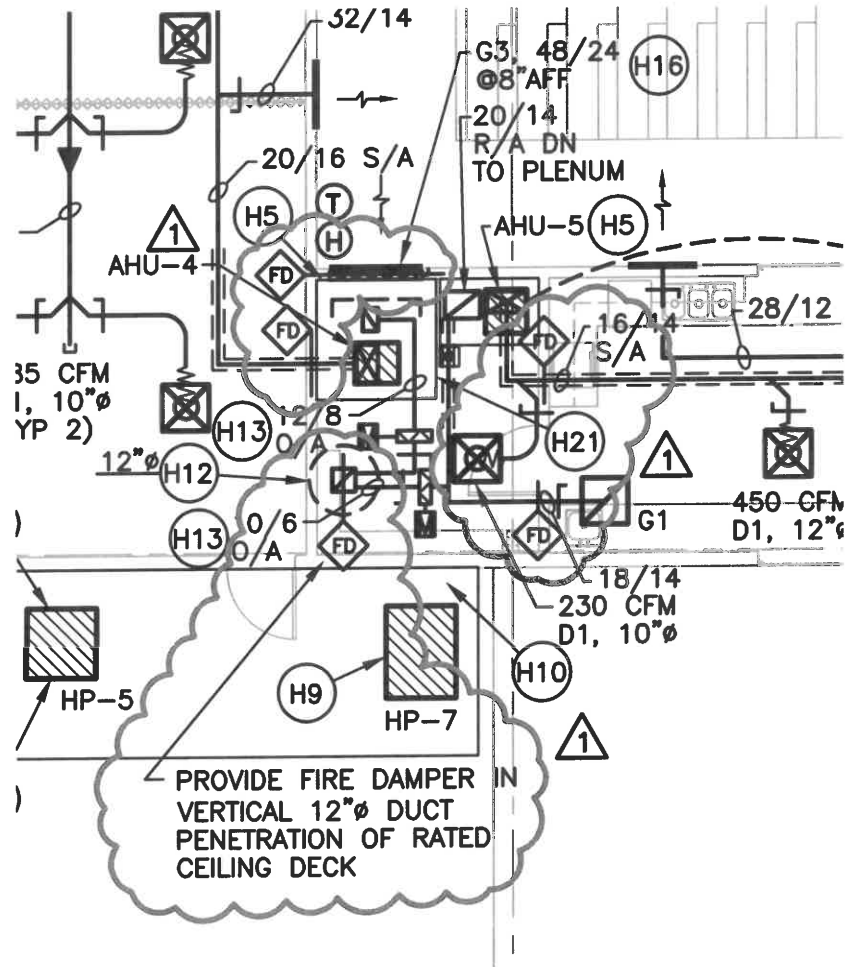 32/14
G3, 48/24
@8"AFF
H16
20/14
R/A DN
TO PLENUM
20/16 S/A
H5
T
H
AHU-5
H5
1
AHU-4
FD
FD
FD
16/14
S/A
28/12
35 CFM
10"ø
YP 2)
H13
8
H21
12"ø
H12
M
1
450 CFM
D1, 12"ø
G1
H13
0/6
O/A
M
FD
FD
18/14
230 CFM
D1, 10"ø
H10
H9
HP-5
HP-7
1
PROVIDE FIRE DAMPER IN
VERTICAL 12"ø DUCT
PENETRATION OF RATED
CEILING DECK